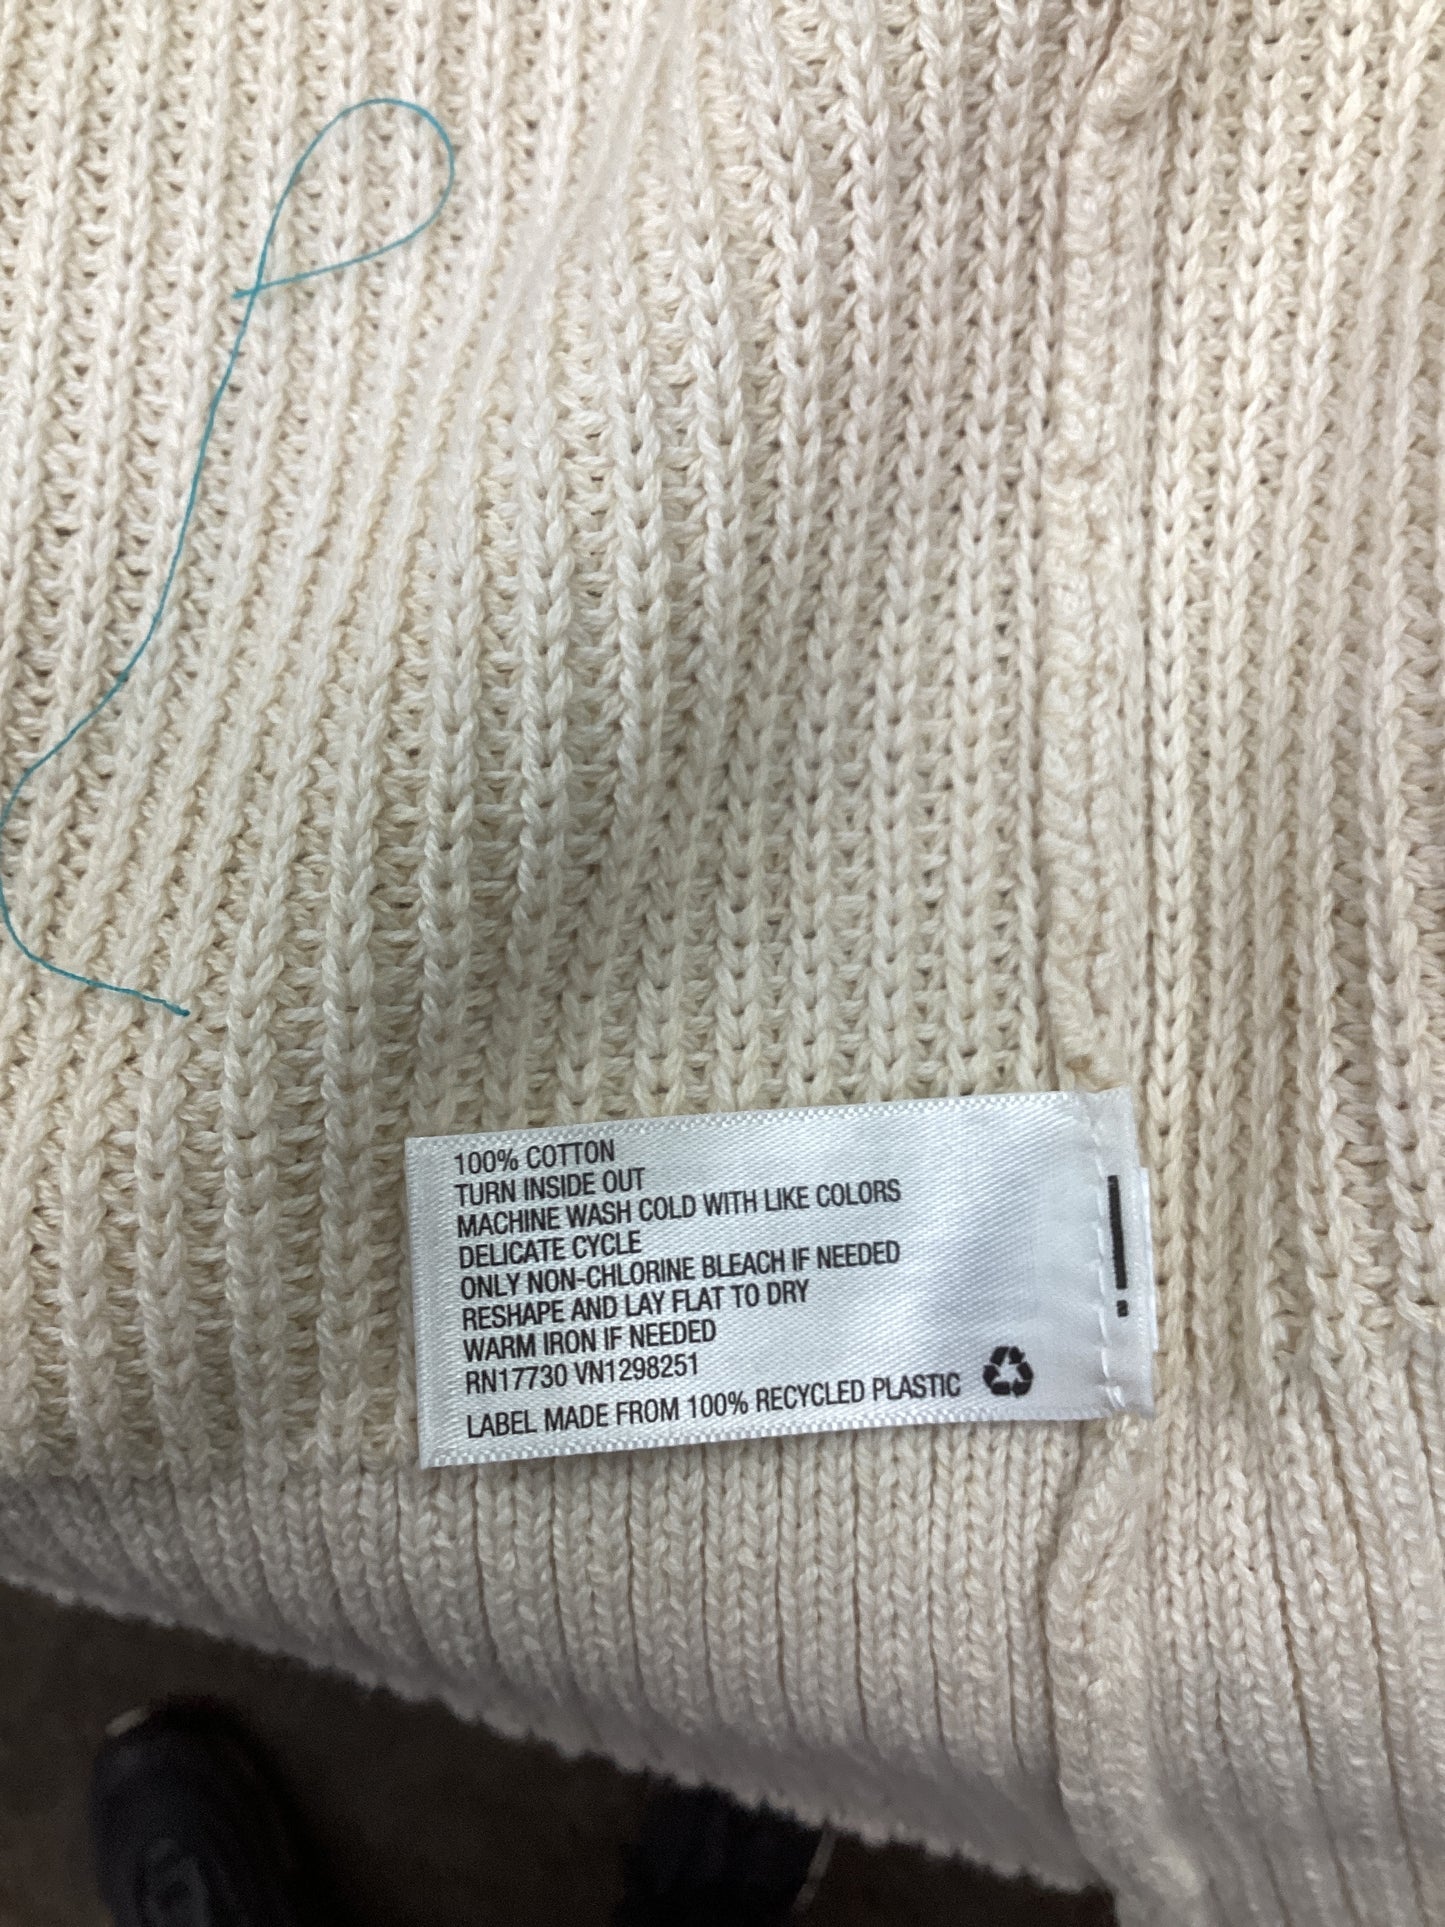 100% COTTON
TURN INSIDE OUT
MACHINE WASH COLD WITH LIKE COLORS
DELICATE CYCLE
ONLY NON-CHLORINE BLEACH IF NEEDED
RESHAPE AND LAY FLAT TO DRY
WARM IRON IF NEEDED
RN17730 VN1298251
LABEL MADE FROM 100% RECYCLED PLASTIC